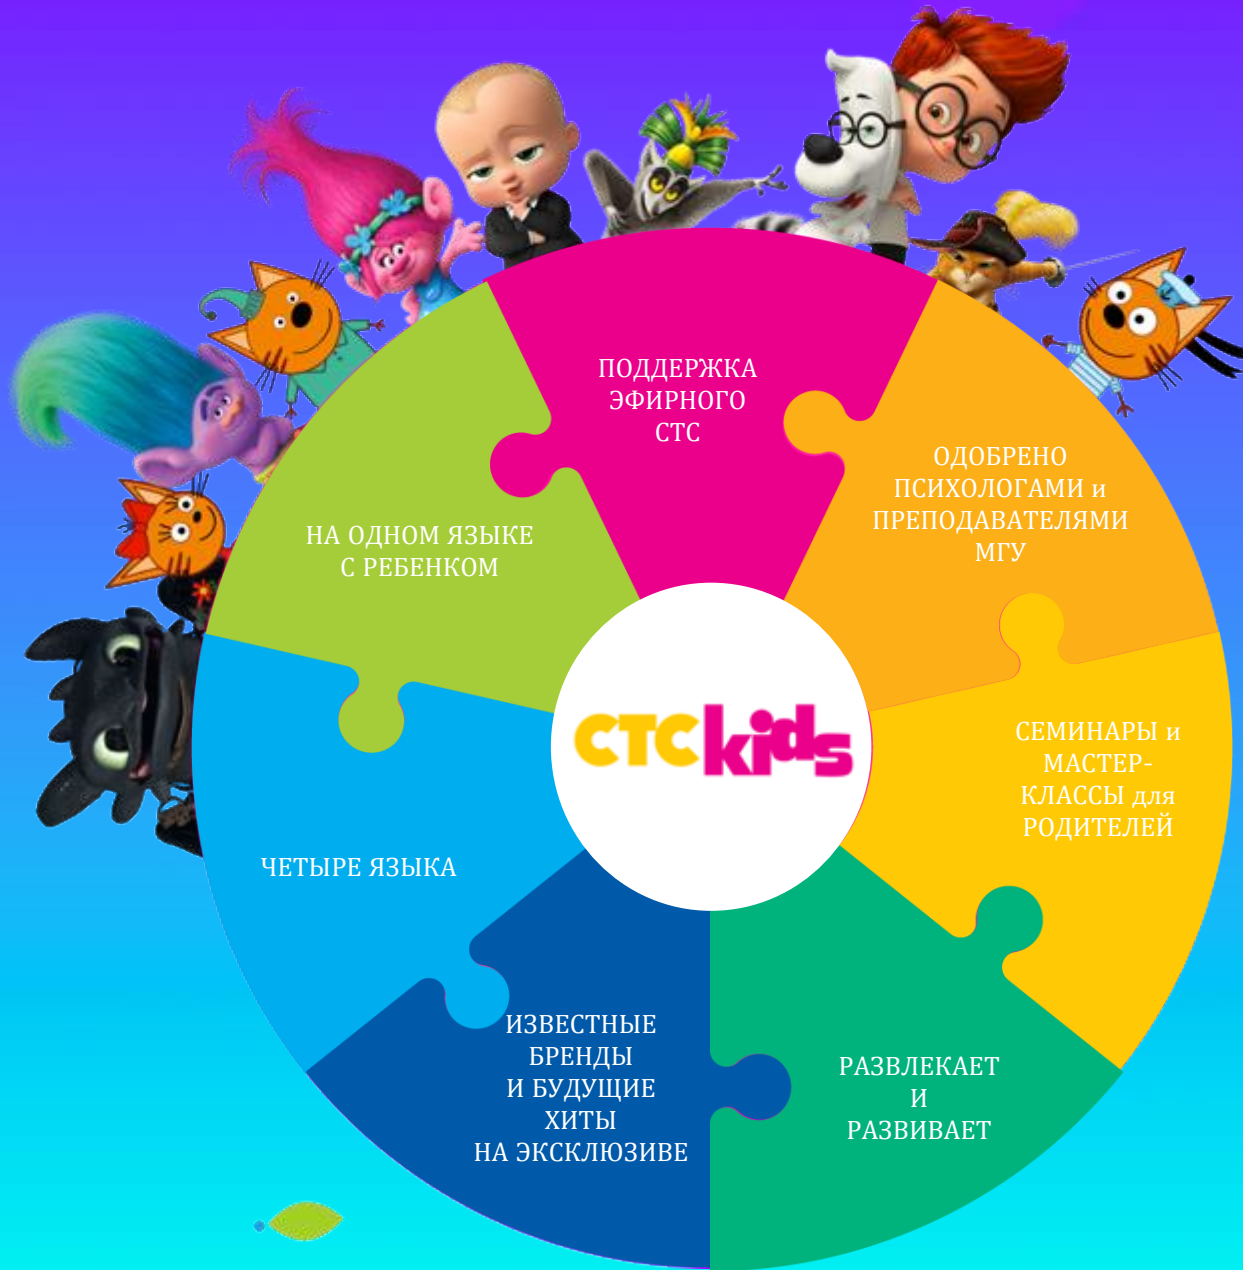 ПОДДЕРЖКА
ЭФИРНОГО
СТС
ОДОБРЕНО
ПСИХОЛОГАМИ и
ПРЕПОДАВАТЕЛЯМИ
МГУ
СЕМИНАРЫ и
МАСТЕР-
КЛАССЫ для
РОДИТЕЛЕЙ
РАЗВЛЕКАЕТ
И
РАЗВИВАЕТ
ИЗВЕСТНЫЕ
БРЕНДЫ
И БУДУЩИЕ
ХИТЫ
НА ЭКСКЛЮЗИВЕ
ЧЕТЫРЕ ЯЗЫКА
НА ОДНОМ ЯЗЫКЕ
С РЕБЕНКОМ
СТС kids